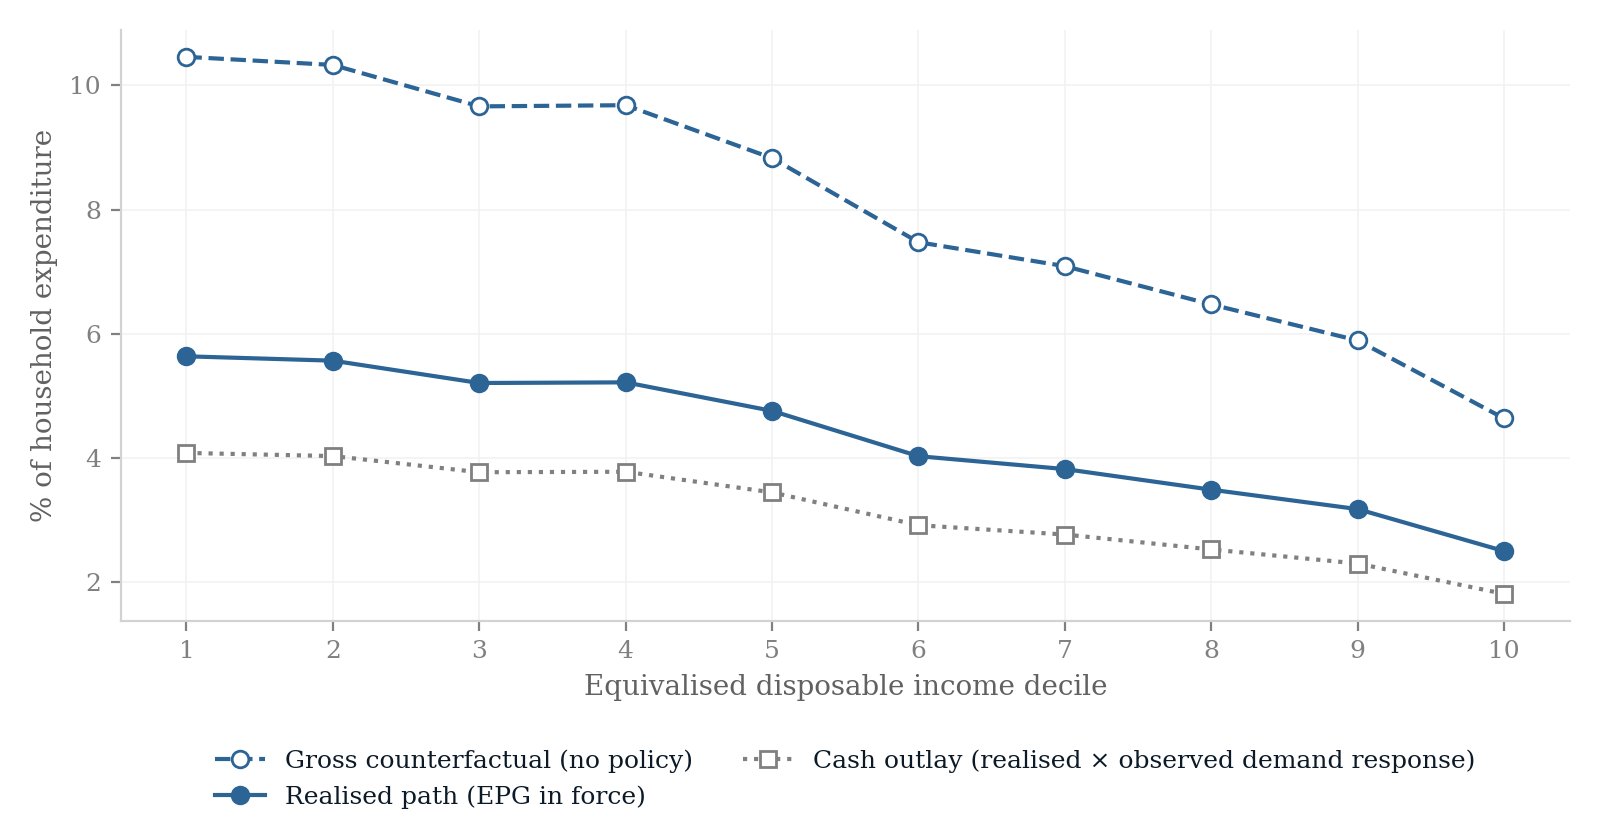 % of household expenditure
10
8
6
4
2
1 2 3 4 5 6 7 8 9 10
Equivalised disposable income decile
Gross counterfactual (no policy)
Realised path (EPG in force)
Cash outlay (realised × observed demand response)